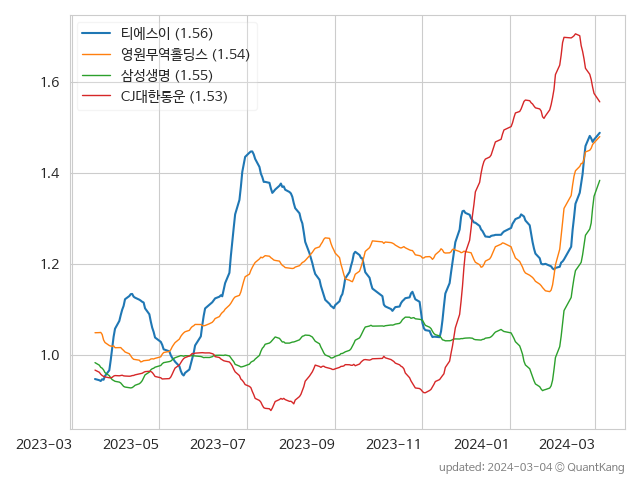 티에스이 (1.56)
영원무역홀딩스 (1.54)
삼성생명 (1.55)
CJ대한통운 (1.53)
1.6
1.4
1.2
1.0
2023-03 2023-05 2023-07 2023-09 2023-11 2024-01 2024-03
updated: 2024-03-04 © QuantKang